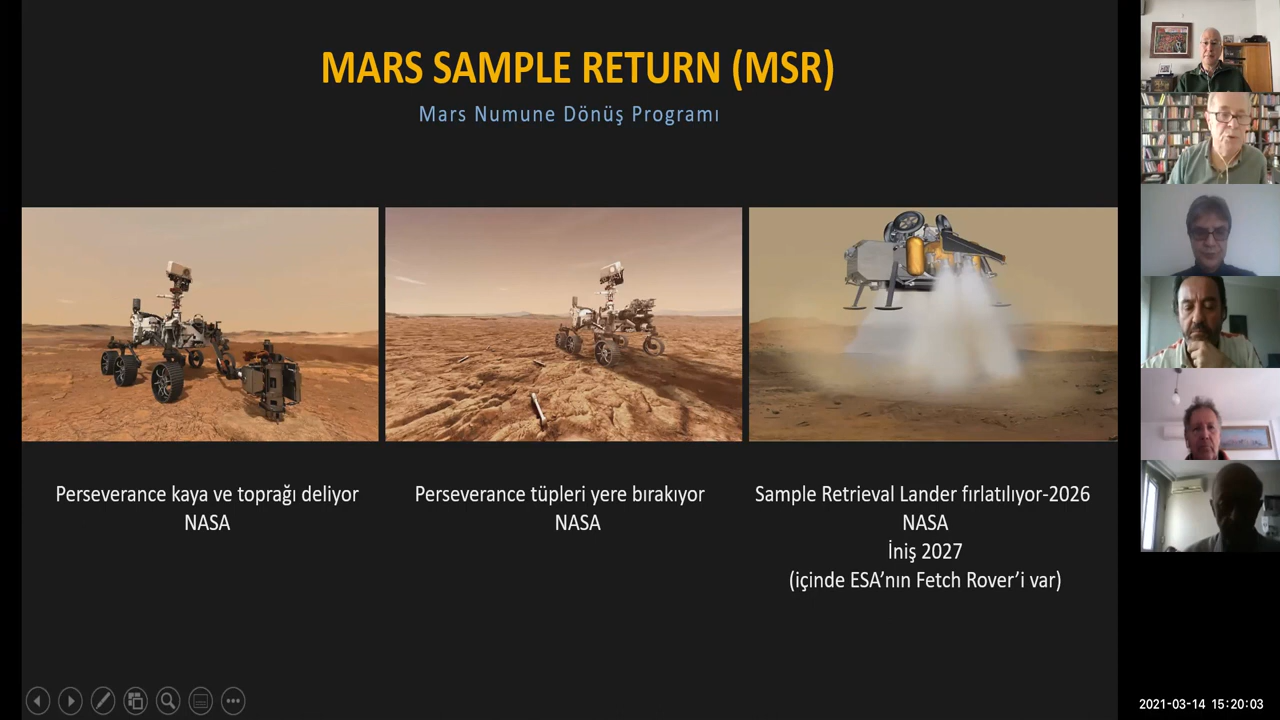 MARS SAMPLE RETURN (MSR)
Mars Numune Dönüş Programı
Perseverance kaya ve toprağı deliyor
NASA
Perseverance tüpleri yere bırakıyor
NASA
Sample Retrieval Lander fırlatılıyor-2026
NASA
İniş 2027
(içinde ESA’nın Fetch Rover’i var)
2021-03-14 15:20:03